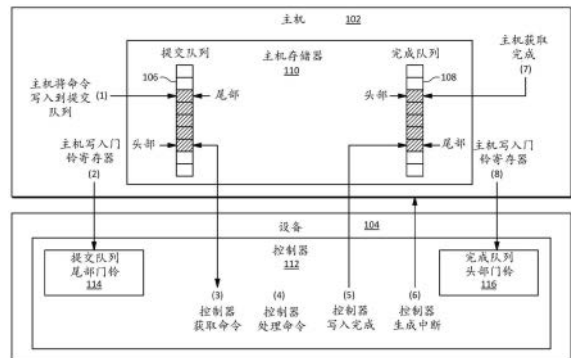 主机 102
提交队列
主机存储器
110
完成队列
主机获取
完成
(7)
106
108
主机将命令
写入到提交 (1)
队列
尾部
头部
主机写入门
铃寄存器
(2)
头部
尾部
主机写入门
铃寄存器
(8)
设备 104
控制器
112
提交队列
尾部门铃
114
完成队列
头部门铃
116
(3)
控制器
获取命令
(4)
控制器
处理命令
(5)
控制器
写入完成
(6)
控制器
生成中断